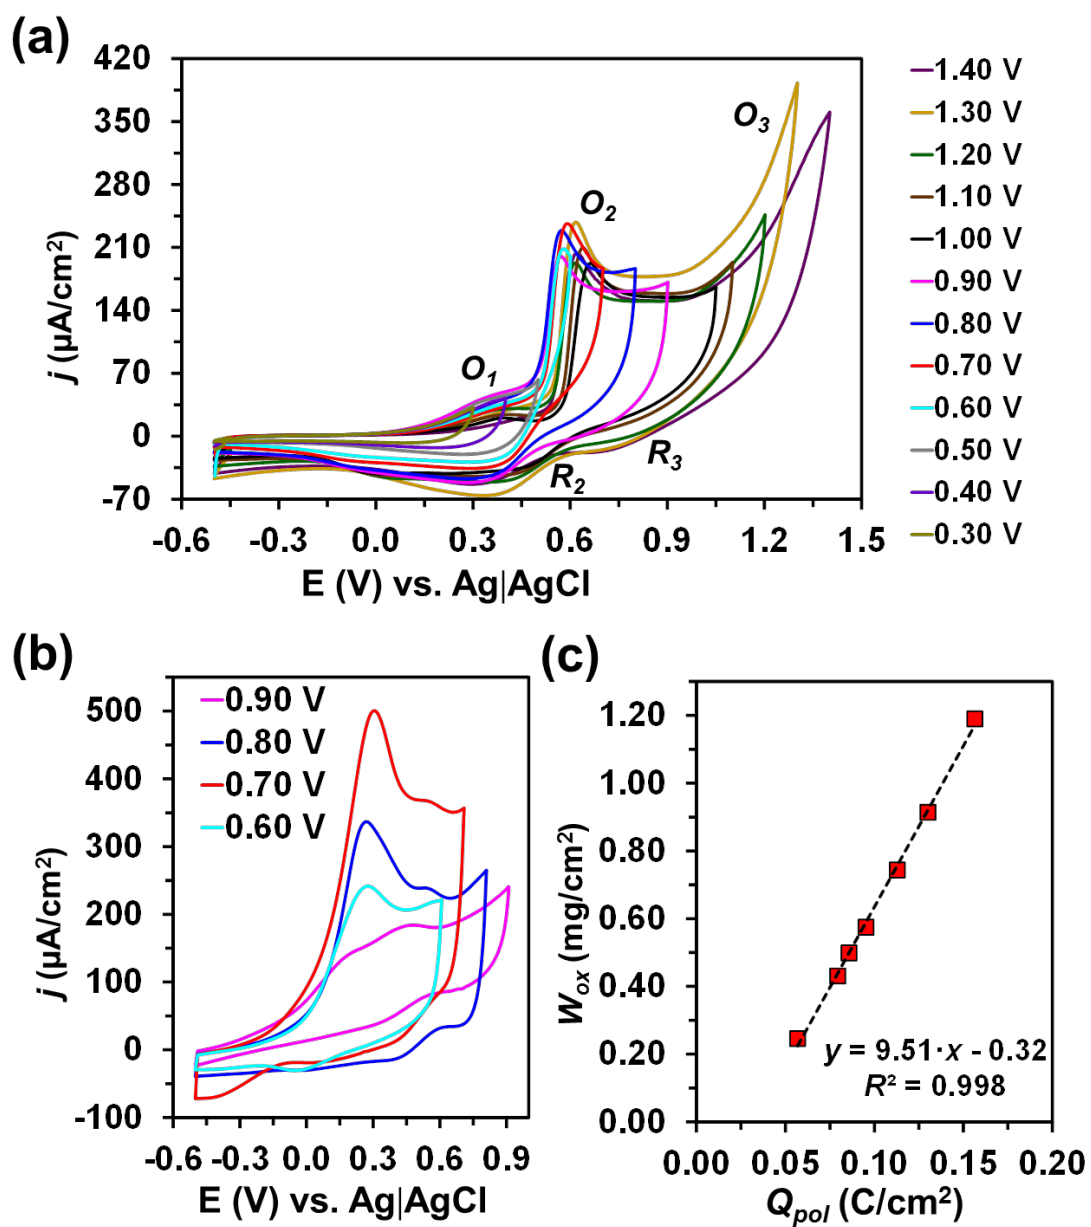 (a)
420
350
280
210
140
70
0
-70
j (µA/cm²)
O₁
O₂
O₃
R₂
R₃
-0.6 -0.3 0.0 0.3 0.6 0.9 1.2 1.5
E (V) vs. Ag|AgCl
1.40 V
1.30 V
1.20 V
1.10 V
1.00 V
0.90 V
0.80 V
0.70 V
0.60 V
0.50 V
0.40 V
0.30 V
(b)
500
400
300
200
100
0
-100
j (µA/cm²)
0.90 V
0.80 V
0.70 V
0.60 V
-0.6 -0.3 0.0 0.3 0.6 0.9
E (V) vs. Ag|AgCl
(c)
1.20
1.00
0.80
0.60
0.40
0.20
0.00
Wₒₓ (mg/cm²)
y = 9.51·x - 0.32
R² = 0.998
0.00 0.05 0.10 0.15 0.20
Qpol (C/cm²)